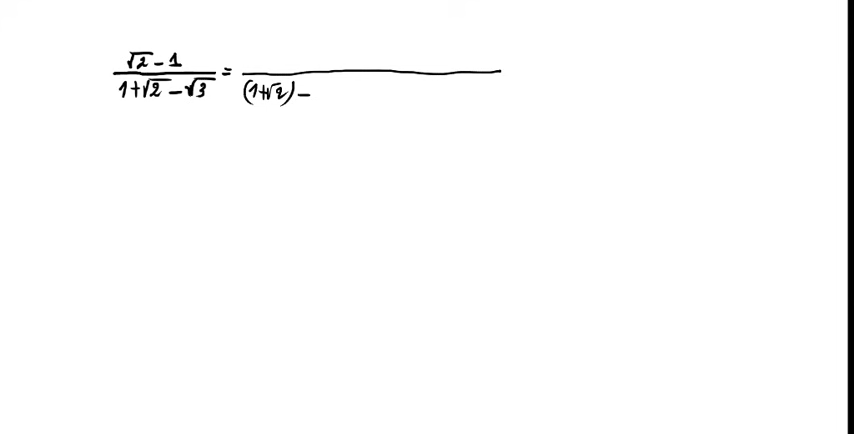 (√2 - 1)/(1+√2 - √3) = /((1+√2) -